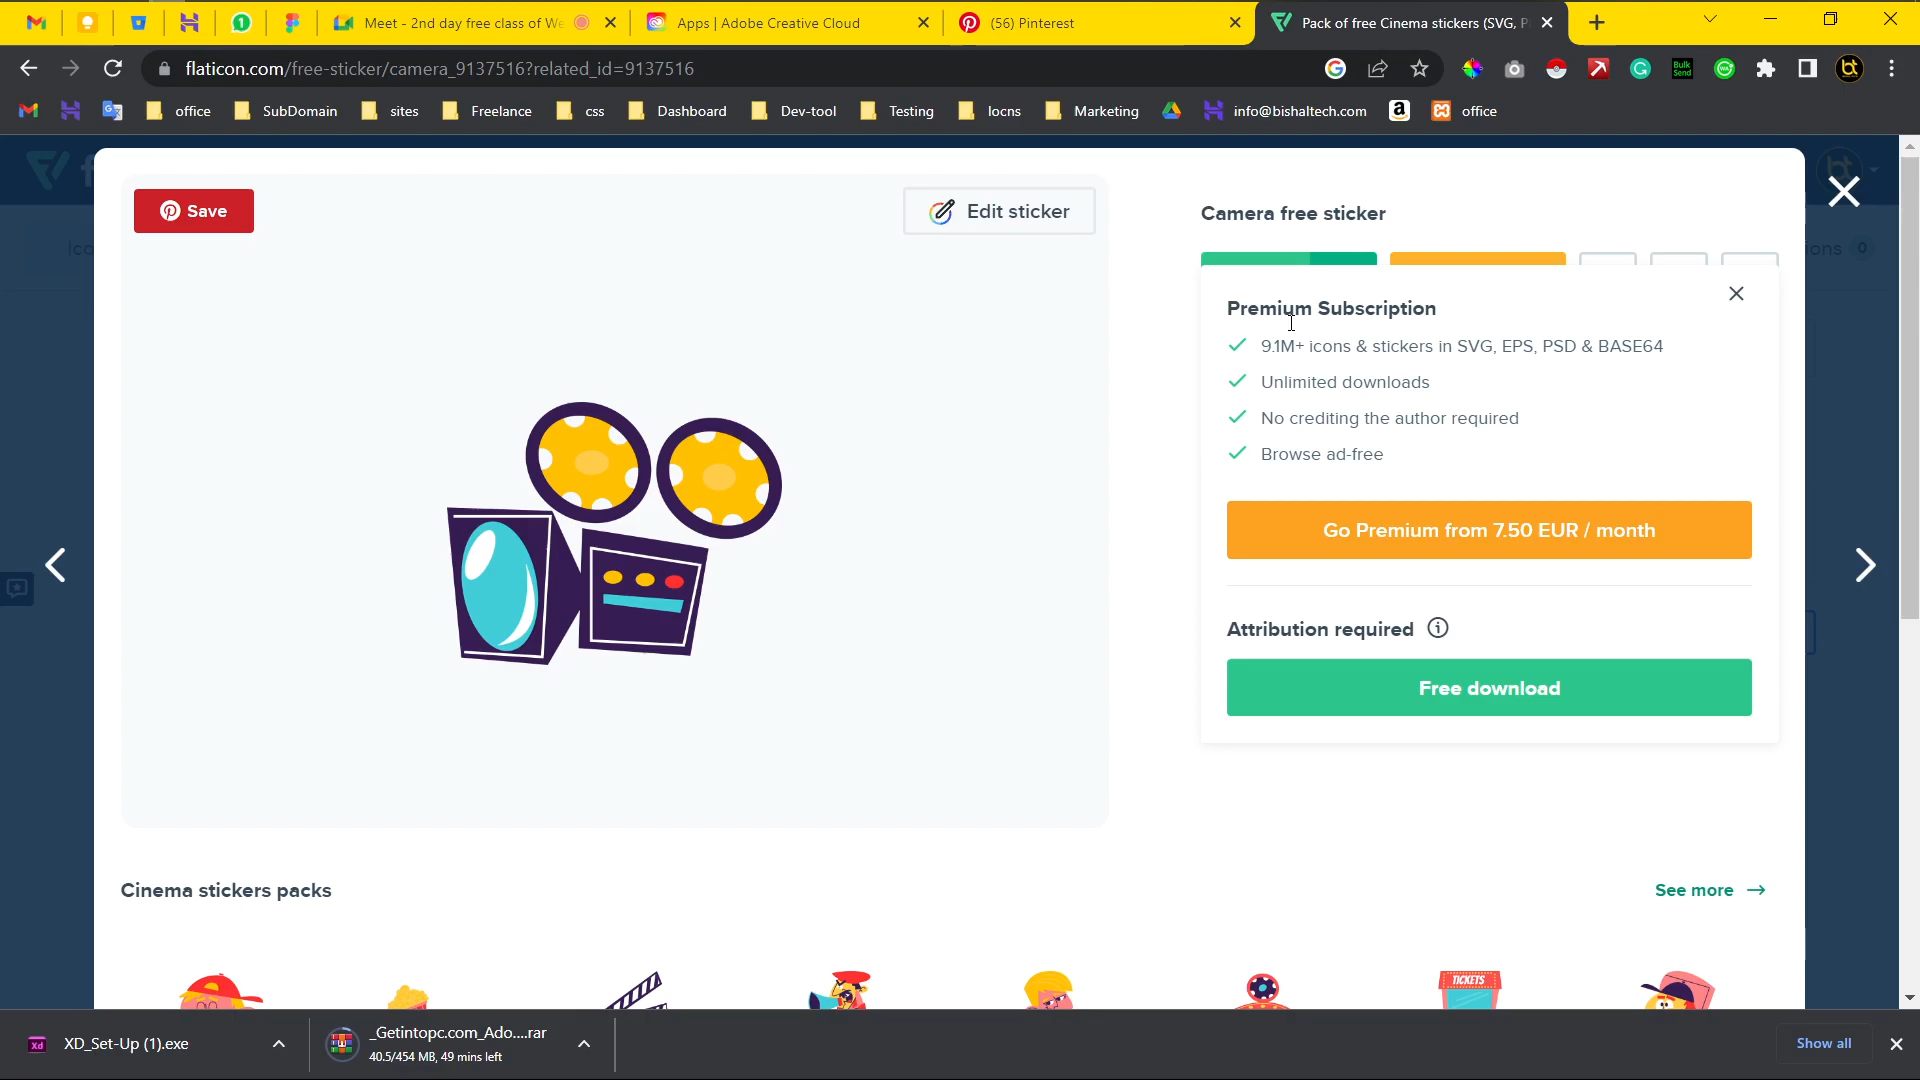 Meet - 2nd day free class of We
Apps | Adobe Creative Cloud
(56) Pinterest
Pack of free Cinema stickers (SVG, P
flaticon.com/free-sticker/camera_9137516?related_id=9137516
office
SubDomain
sites
Freelance
css
Dashboard
Dev-tool
Testing
locns
Marketing
info@bishaltech.com
office
Save
Edit sticker
Camera free sticker
Ico
ions 0
Premium Subscription
9.1M+ icons & stickers in SVG, EPS, PSD & BASE64
Unlimited downloads
No crediting the author required
Browse ad-free
Go Premium from 7.50 EUR / month
Attribution required
Free download
Cinema stickers packs
See more
TICKETS
XD_Set-Up (1).exe
_Getintopc.com_Ado....rar
40.5/454 MB, 49 mins left
Show all